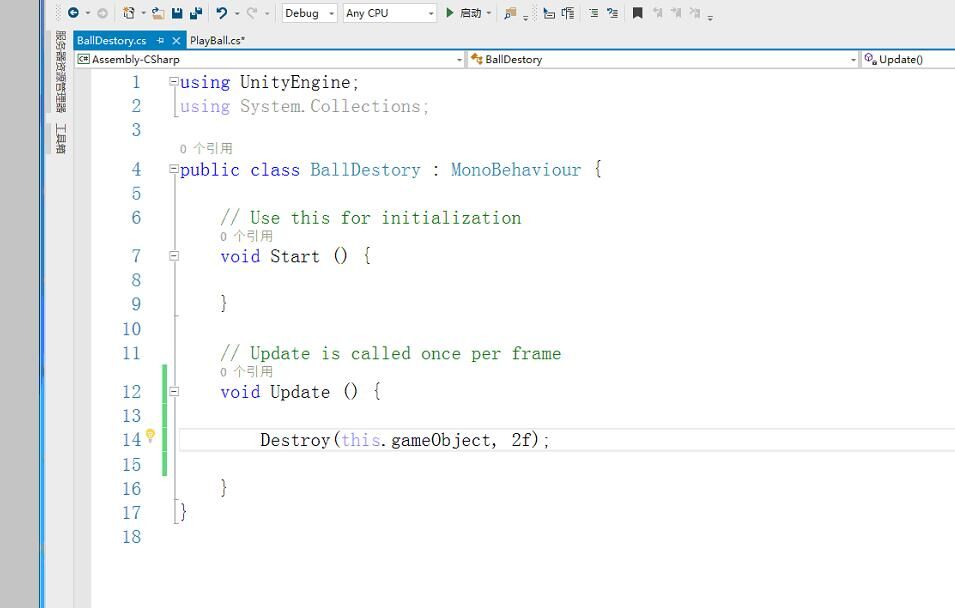 Debug
Any CPU
启动
BallDestory.cs
PlayBall.cs*
Assembly-CSharp
BallDestory
Update()
服务器资源管理器
工具箱
1 using UnityEngine;
2 using System.Collections;
3
0 个引用
4 public class BallDestory : MonoBehaviour {
5
6 // Use this for initialization
0 个引用
7 void Start () {
8
9 }
10
11 // Update is called once per frame
0 个引用
12 void Update () {
13
14 Destroy(this.gameObject, 2f);
15
16 }
17 }
18